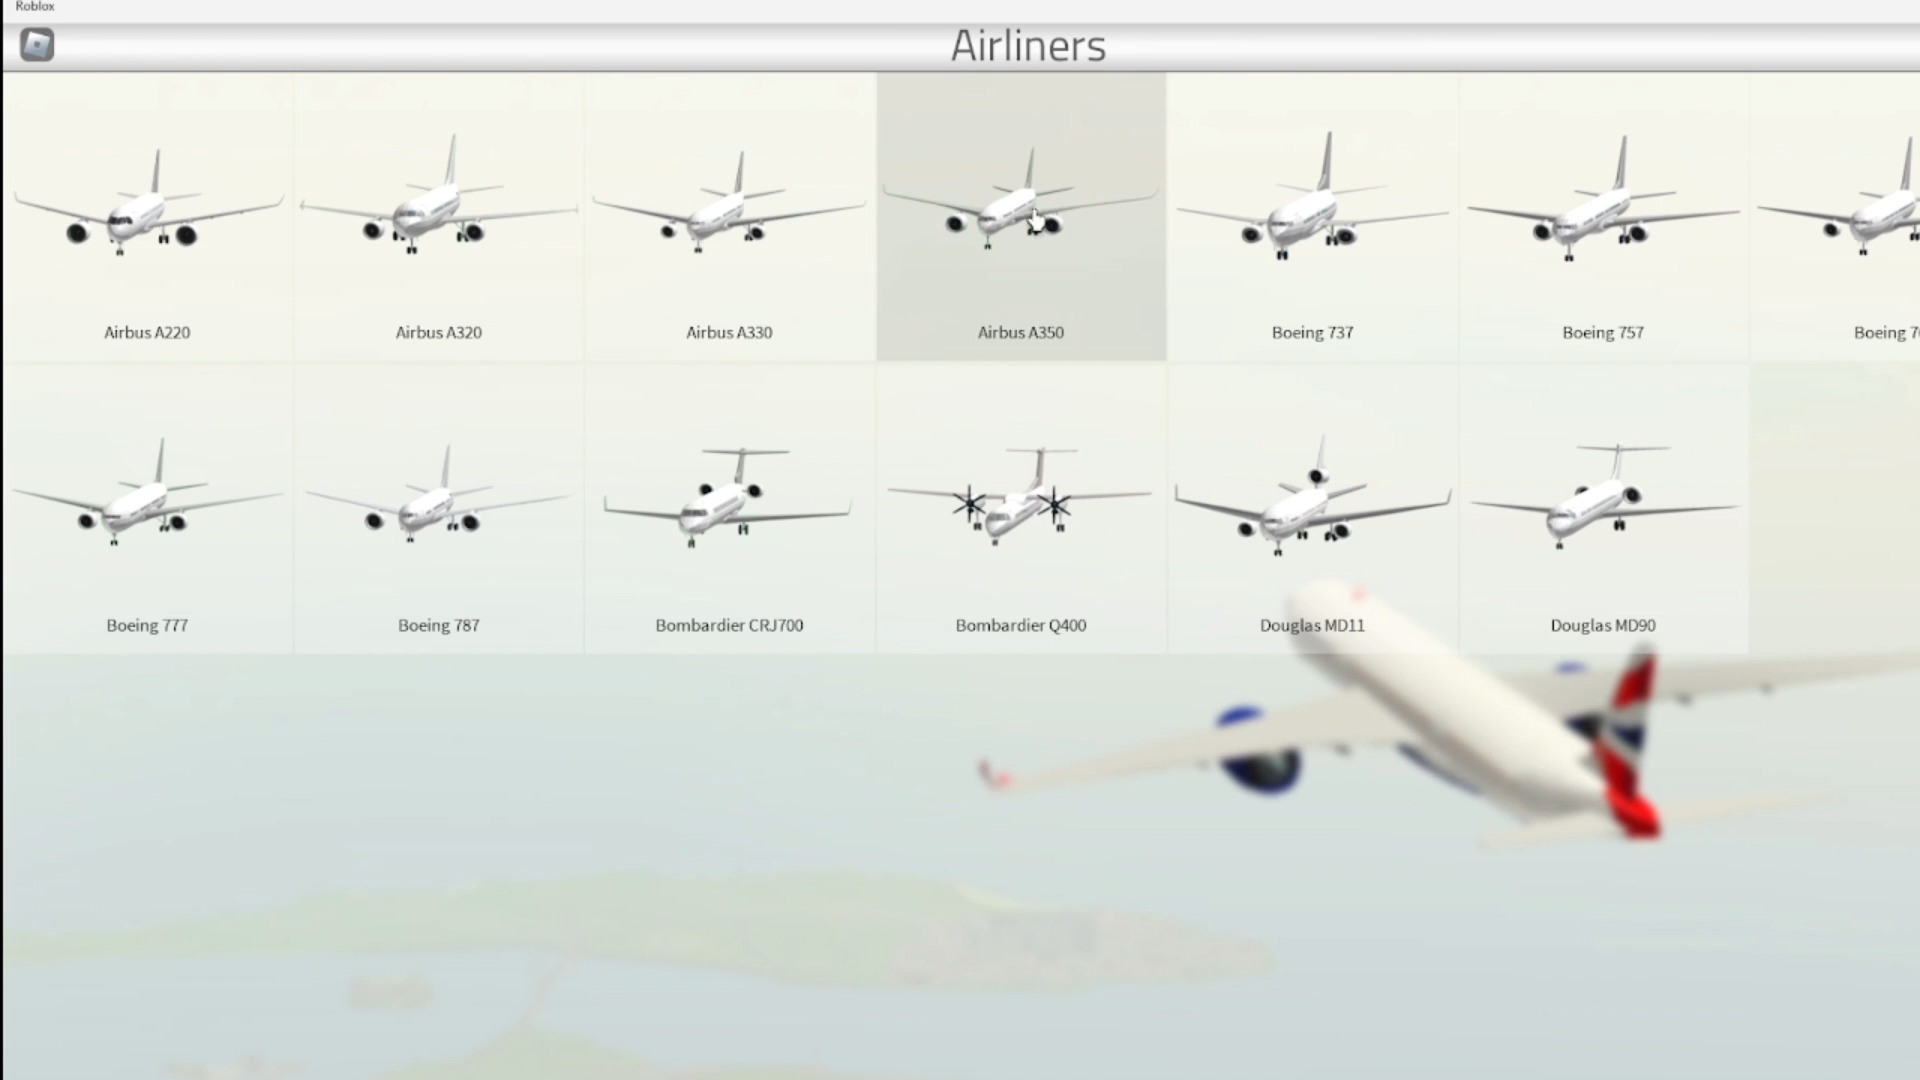 Roblox
Airliners
Airbus A220
Airbus A320
Airbus A330
Airbus A350
Boeing 737
Boeing 757
Boeing
Boeing 777
Boeing 787
Bombardier CRJ700
Bombardier Q400
Douglas MD11
Douglas MD90